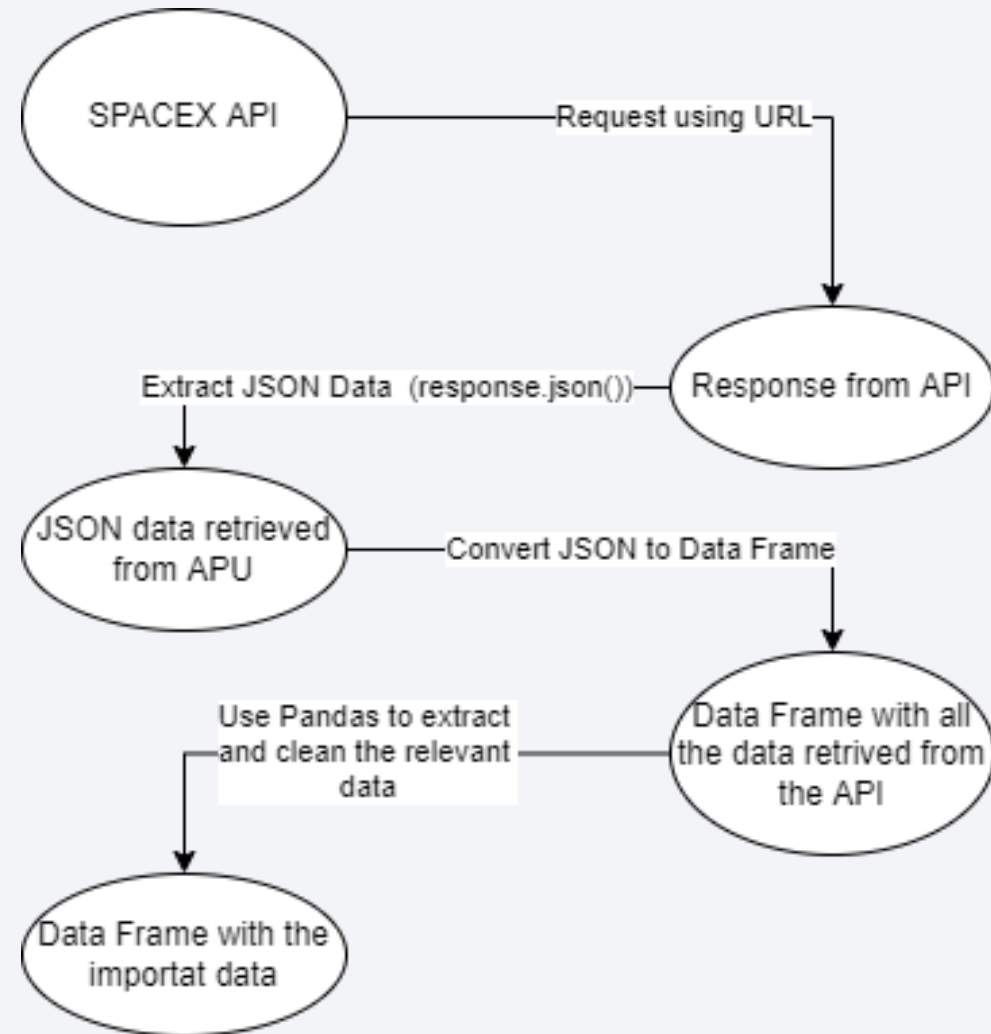 SPACEX API
Request using URL
Response from API
Extract JSON Data  (response.json())
JSON data retrieved
from APU
Convert JSON to Data Frame
Data Frame with all
the data retrived from
the API
Use Pandas to extract
and clean the relevant
data
Data Frame with the
importat data